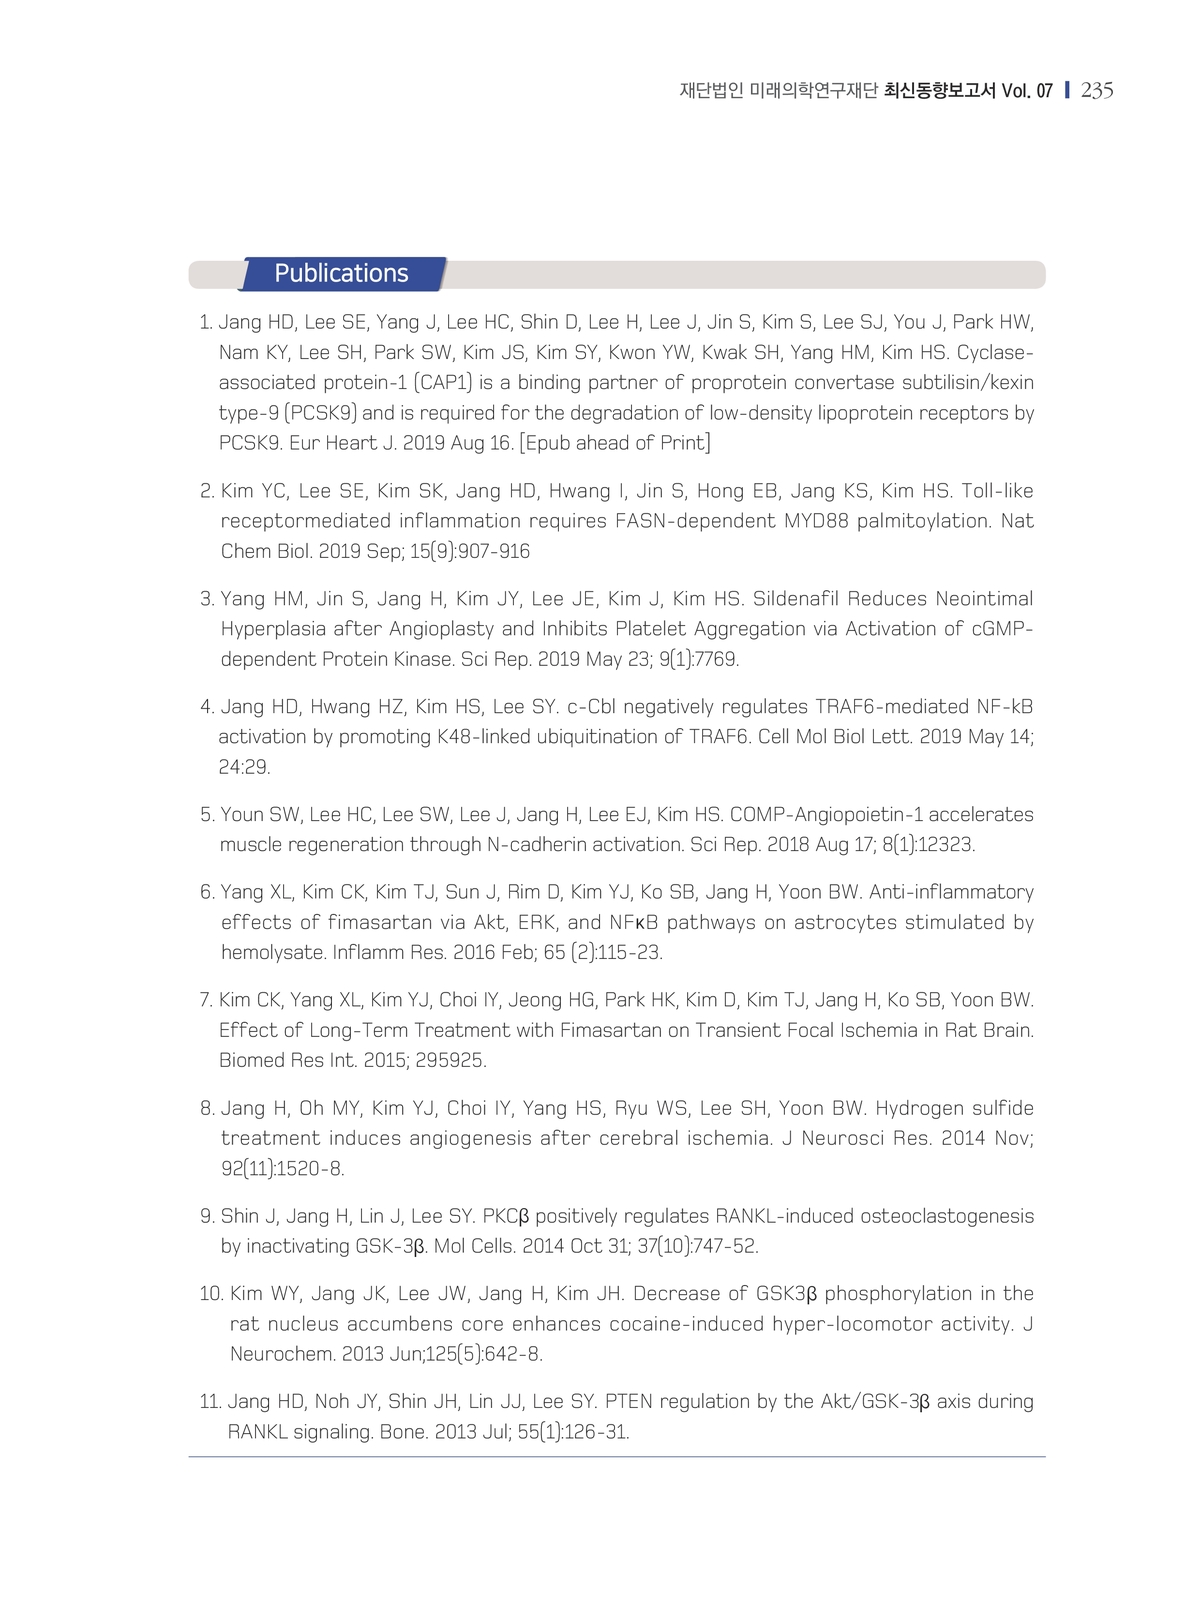 재단법인 미래의학연구재단 최신동향보고서 Vol. 07 235
Publications
1. Jang HD, Lee SE, Yang J, Lee HC, Shin D, Lee H, Lee J, Jin S, Kim S, Lee SJ, You J, Park HW,
Nam KY, Lee SH, Park SW, Kim JS, Kim SY, Kwon YW, Kwak SH, Yang HM, Kim HS. Cyclase-
associated protein-1 (CAP1) is a binding partner of proprotein convertase subtilisin/kexin
type-9 (PCSK9) and is required for the degradation of low-density lipoprotein receptors by
PCSK9. Eur Heart J. 2019 Aug 16. [Epub ahead of Print]
2. Kim YC, Lee SE, Kim SK, Jang HD, Hwang I, Jin S, Hong EB, Jang KS, Kim HS. Toll-like
receptormediated inflammation requires FASN-dependent MYD88 palmitoylation. Nat
Chem Biol. 2019 Sep; 15(9):907-916
3. Yang HM, Jin S, Jang H, Kim JY, Lee JE, Kim J, Kim HS. Sildenafil Reduces Neointimal
Hyperplasia after Angioplasty and Inhibits Platelet Aggregation via Activation of cGMP-
dependent Protein Kinase. Sci Rep. 2019 May 23; 9(1):7769.
4. Jang HD, Hwang HZ, Kim HS, Lee SY. c-Cbl negatively regulates TRAF6-mediated NF-kB
activation by promoting K48-linked ubiquitination of TRAF6. Cell Mol Biol Lett. 2019 May 14;
24:29.
5. Youn SW, Lee HC, Lee SW, Lee J, Jang H, Lee EJ, Kim HS. COMP-Angiopoietin-1 accelerates
muscle regeneration through N-cadherin activation. Sci Rep. 2018 Aug 17; 8(1):12323.
6. Yang XL, Kim CK, Kim TJ, Sun J, Rim D, Kim YJ, Ko SB, Jang H, Yoon BW. Anti-inflammatory
effects of fimasartan via Akt, ERK, and NFκB pathways on astrocytes stimulated by
hemolysate. Inflamm Res. 2016 Feb; 65 (2):115-23.
7. Kim CK, Yang XL, Kim YJ, Choi IY, Jeong HG, Park HK, Kim D, Kim TJ, Jang H, Ko SB, Yoon BW.
Effect of Long-Term Treatment with Fimasartan on Transient Focal Ischemia in Rat Brain.
Biomed Res Int. 2015; 295925.
8. Jang H, Oh MY, Kim YJ, Choi IY, Yang HS, Ryu WS, Lee SH, Yoon BW. Hydrogen sulfide
treatment induces angiogenesis after cerebral ischemia. J Neurosci Res. 2014 Nov;
92(11):1520-8.
9. Shin J, Jang H, Lin J, Lee SY. PKCβ positively regulates RANKL-induced osteoclastogenesis
by inactivating GSK-3β. Mol Cells. 2014 Oct 31; 37(10):747-52.
10. Kim WY, Jang JK, Lee JW, Jang H, Kim JH. Decrease of GSK3β phosphorylation in the
rat nucleus accumbens core enhances cocaine-induced hyper-locomotor activity. J
Neurochem. 2013 Jun;125(5):642-8.
11. Jang HD, Noh JY, Shin JH, Lin JJ, Lee SY. PTEN regulation by the Akt/GSK-3β axis during
RANKL signaling. Bone. 2013 Jul; 55(1):126-31.